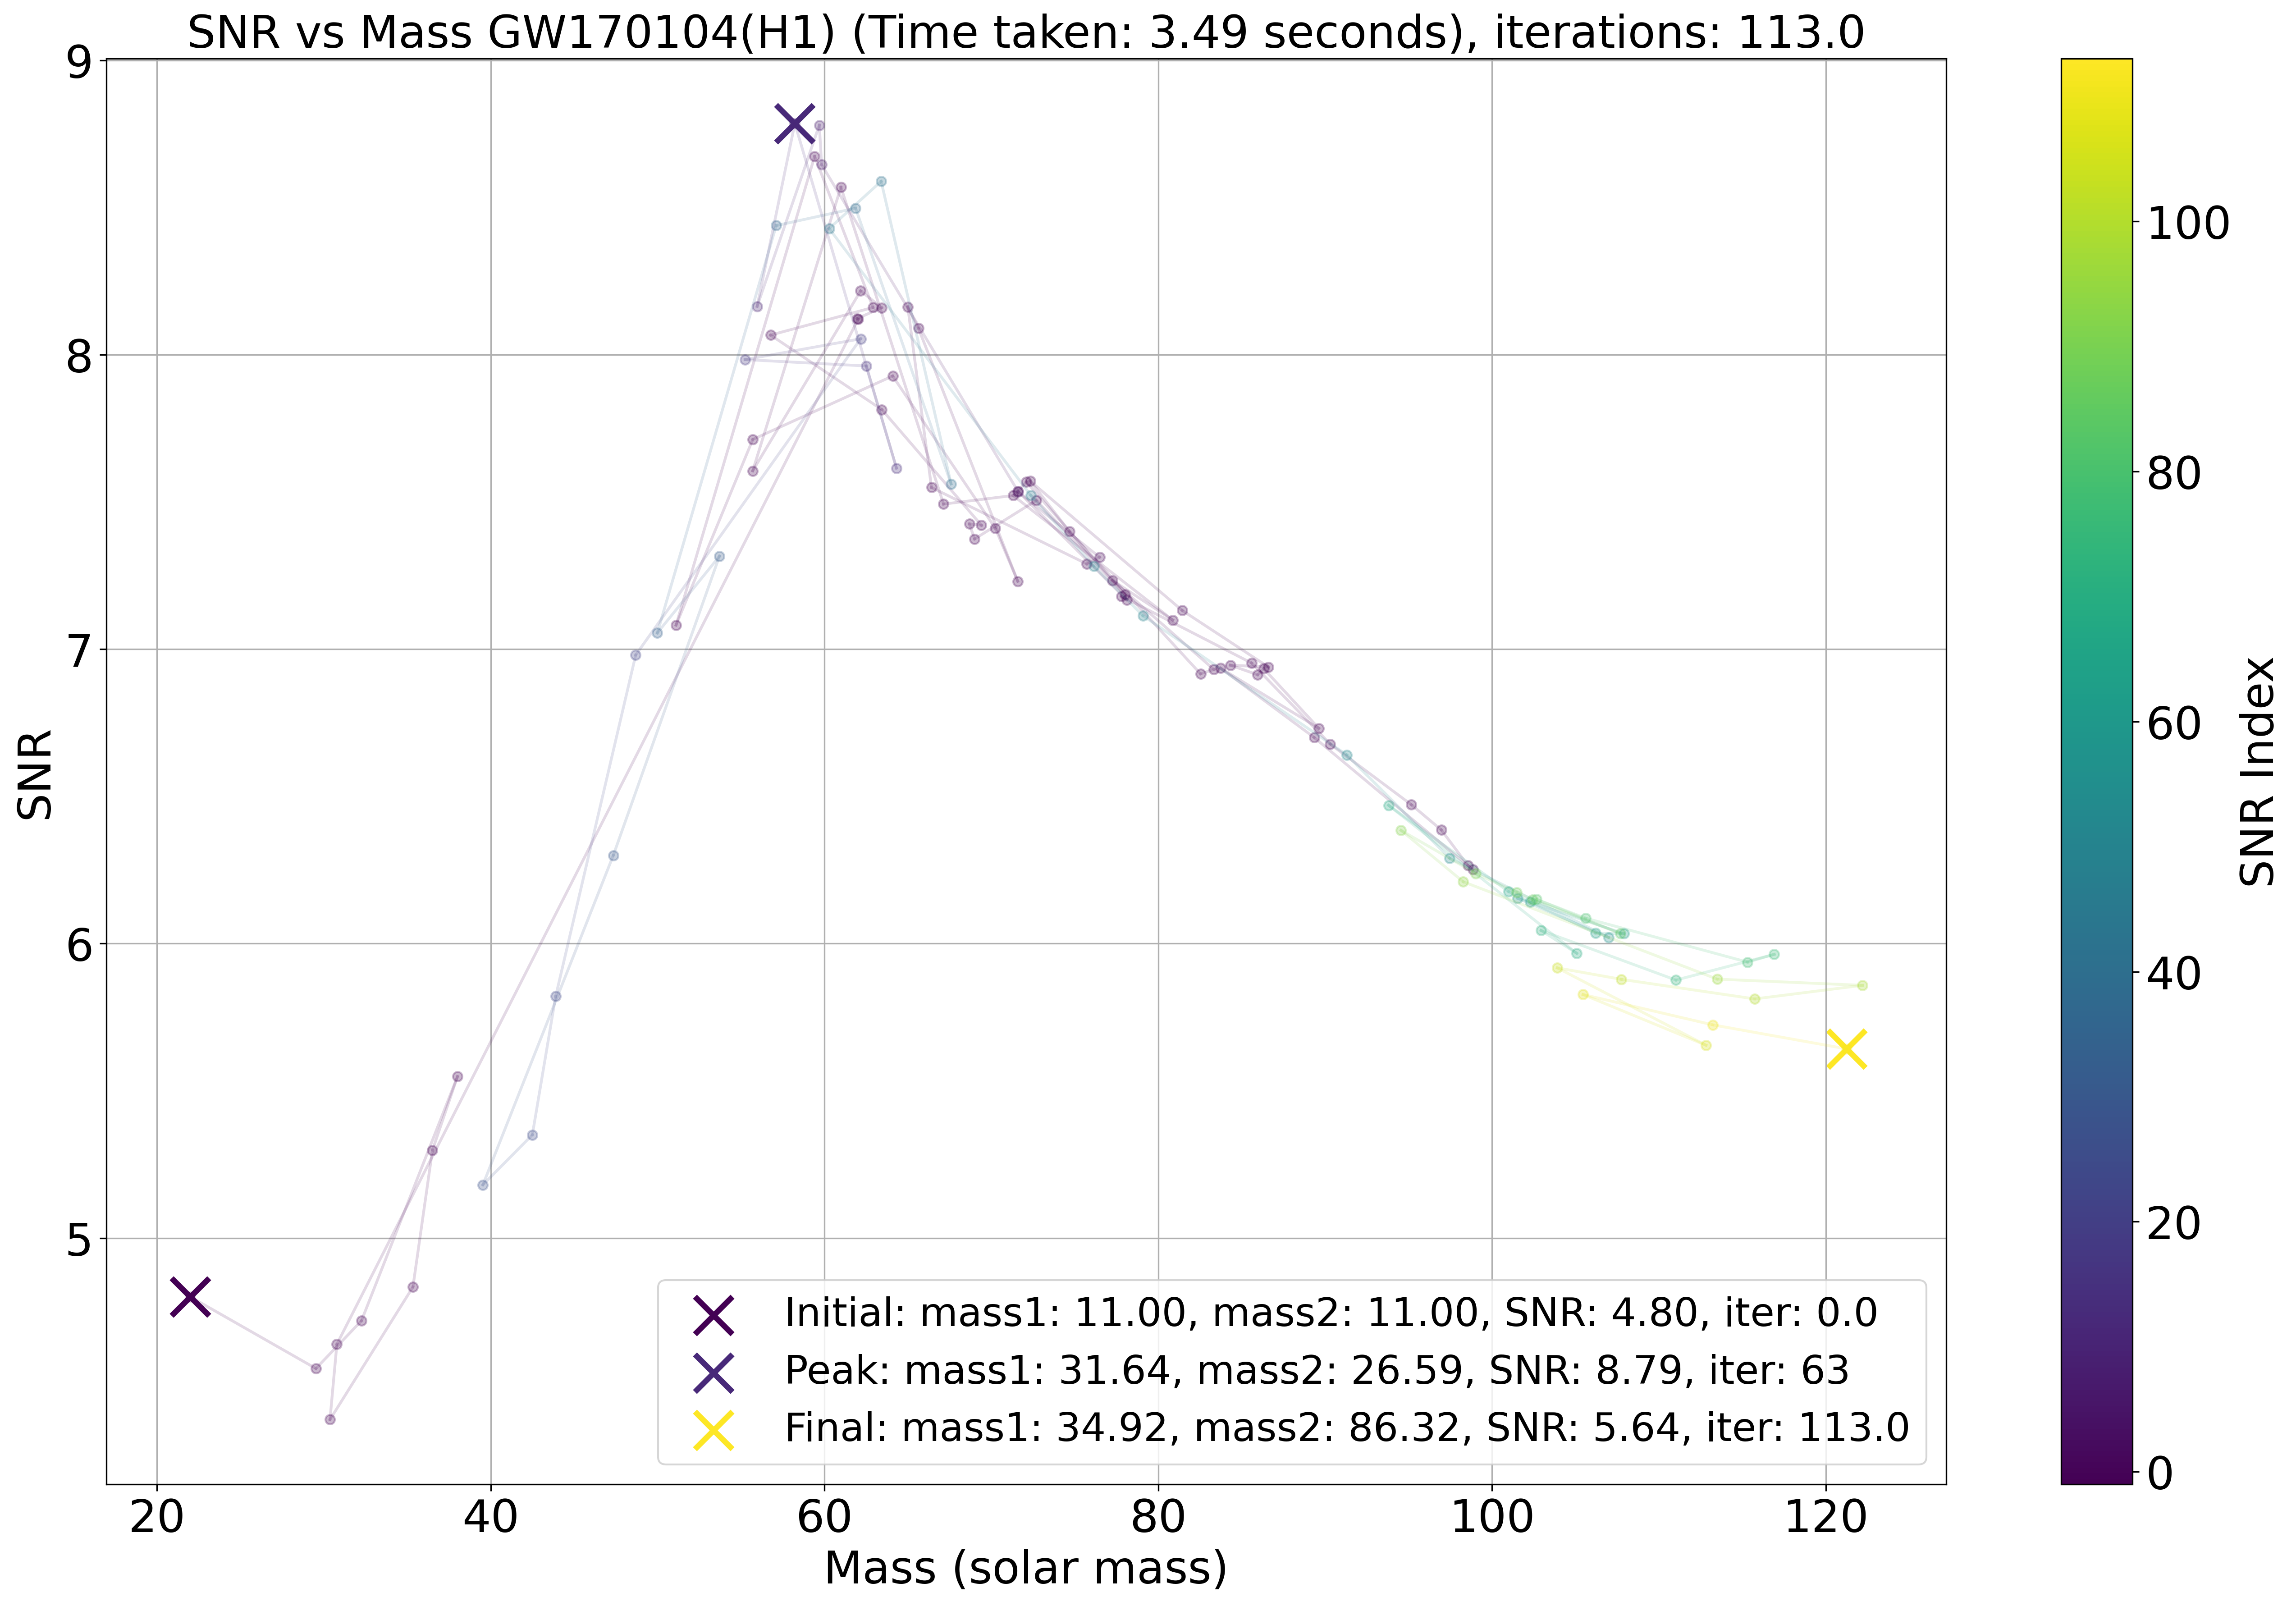 SNR vs Mass GW170104(H1) (Time taken: 3.49 seconds), iterations: 113.0
9
8
7
6
5
SNR
20 40 60 80 100 120
Mass (solar mass)
Initial: mass1: 11.00, mass2: 11.00, SNR: 4.80, iter: 0.0
Peak: mass1: 31.64, mass2: 26.59, SNR: 8.79, iter: 63
Final: mass1: 34.92, mass2: 86.32, SNR: 5.64, iter: 113.0
100
80
60
40
20
0
SNR Index